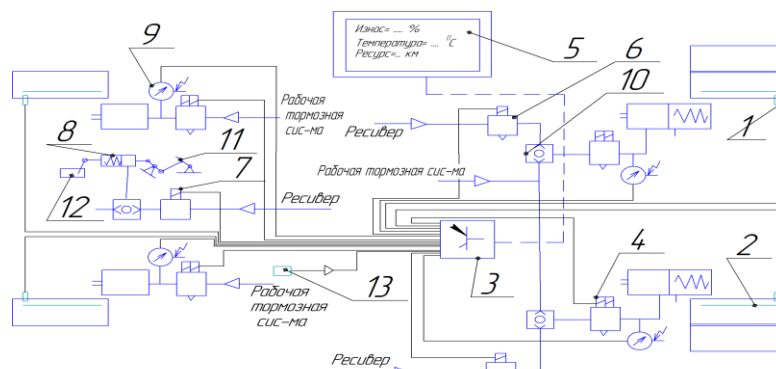 Износ= .... %
Температура= .... ⁰С
Ресурс=.. км
9
5
6
10
Рабочая
тормозная
сис-ма
Ресивер
8
11
7
1
Рабочая тормозная сис-ма
12
Ресивер
4
2
13
3
Рабочая
тормозная
сис-ма
Ресивер